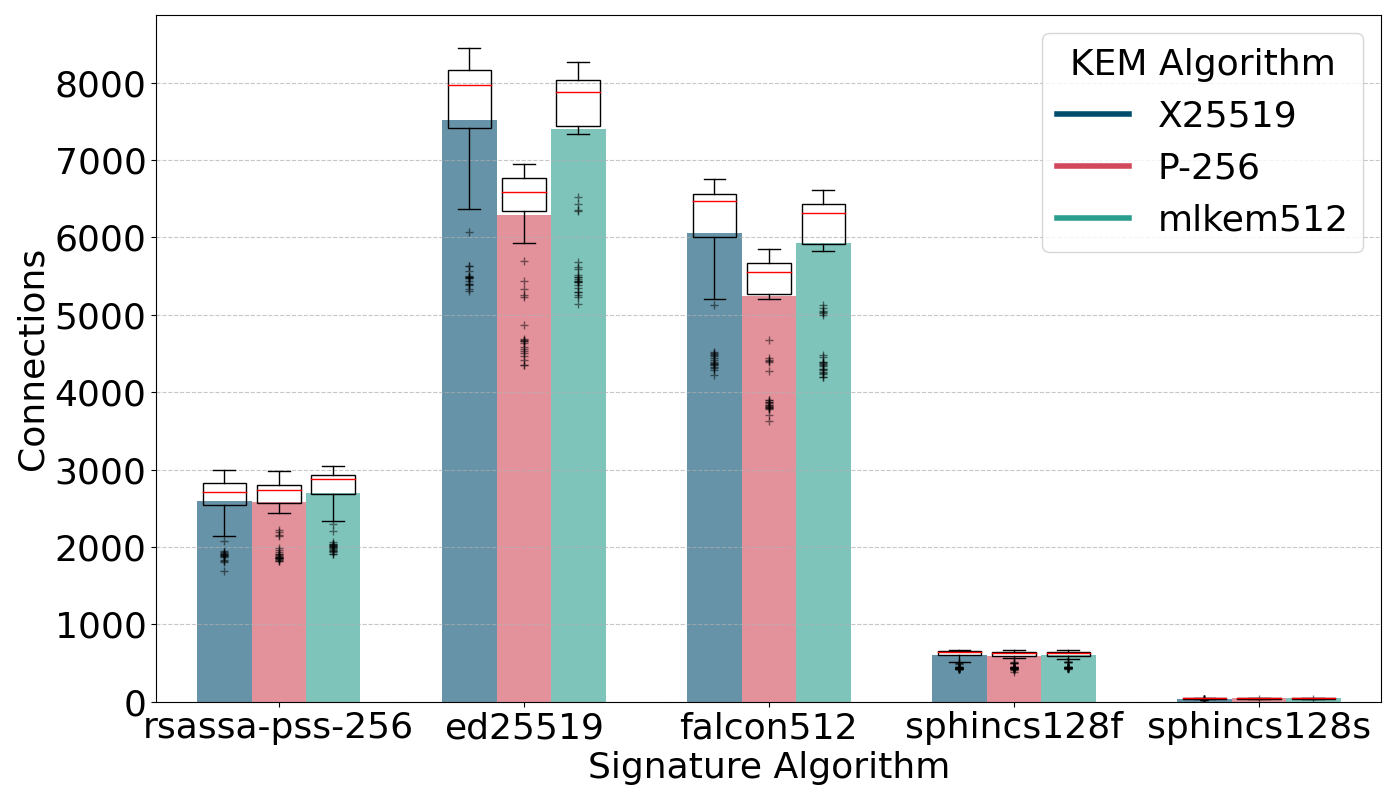 KEM Algorithm
X25519
P-256
mlkem512
Connections
8000
7000
6000
5000
4000
3000
2000
1000
0
rsassa-pss-256 ed25519 falcon512 sphincs128f sphincs128s
Signature Algorithm